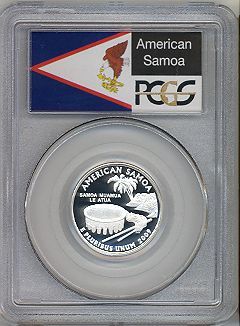 American
Samoa
PCGS
AMERICAN SAMOA
SAMOA MUAMUA
LE ATUA
E PLURIBUS UNUM 2009